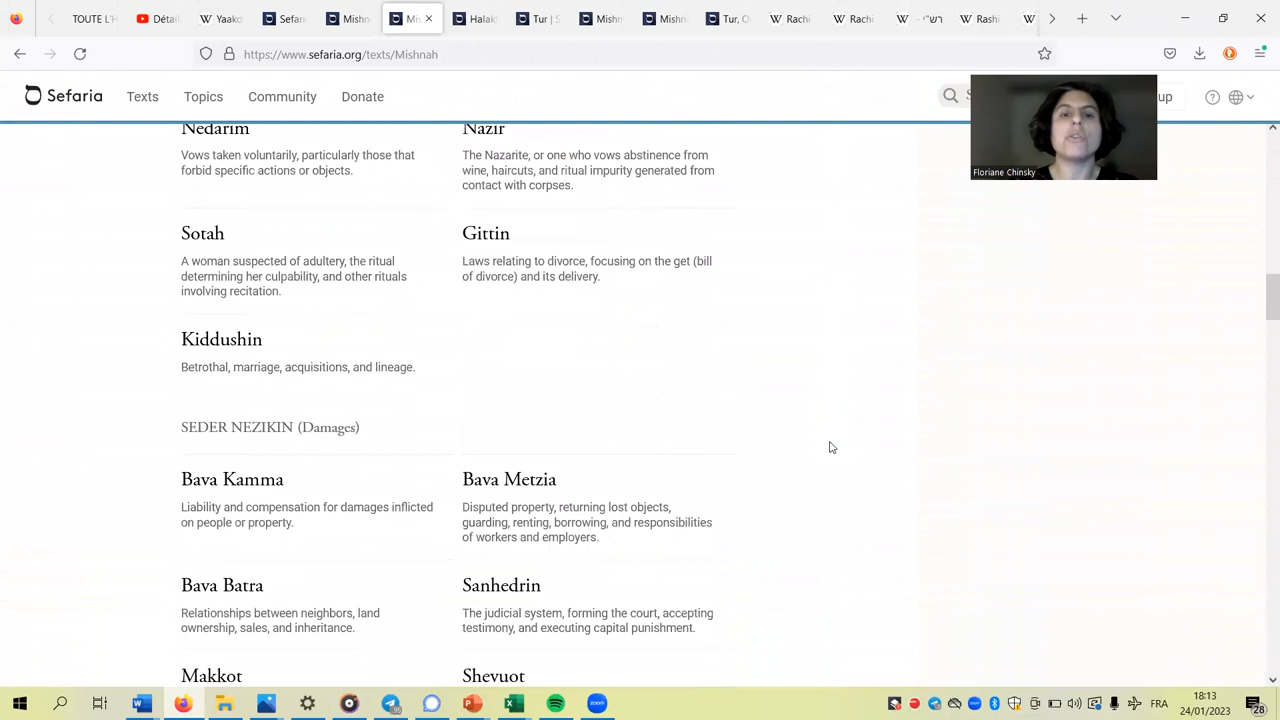 TOUTE L'
Détai
Yaako
Sefari
Mishn
Mis
Halak
Tur | S
Mishn
Mishn
Tur, O
Rachi
Rachi
רש"י -
Rashi
https://www.sefaria.org/texts/Mishnah
Sefaria
Texts
Topics
Community
Donate
S
up
Floriane Chinsky
Nedarim
Vows taken voluntarily, particularly those that
forbid specific actions or objects.
Nazir
The Nazarite, or one who vows abstinence from
wine, haircuts, and ritual impurity generated from
contact with corpses.
Sotah
A woman suspected of adultery, the ritual
determining her culpability, and other rituals
involving recitation.
Gittin
Laws relating to divorce, focusing on the get (bill
of divorce) and its delivery.
Kiddushin
Betrothal, marriage, acquisitions, and lineage.
SEDER NEZIKIN (Damages)
Bava Kamma
Liability and compensation for damages inflicted
on people or property.
Bava Metzia
Disputed property, returning lost objects,
guarding, renting, borrowing, and responsibilities
of workers and employers.
Bava Batra
Relationships between neighbors, land
ownership, sales, and inheritance.
Sanhedrin
The judicial system, forming the court, accepting
testimony, and executing capital punishment.
Makkot
Shevuot
95
zoom
FRA
18:13
24/01/2023
28